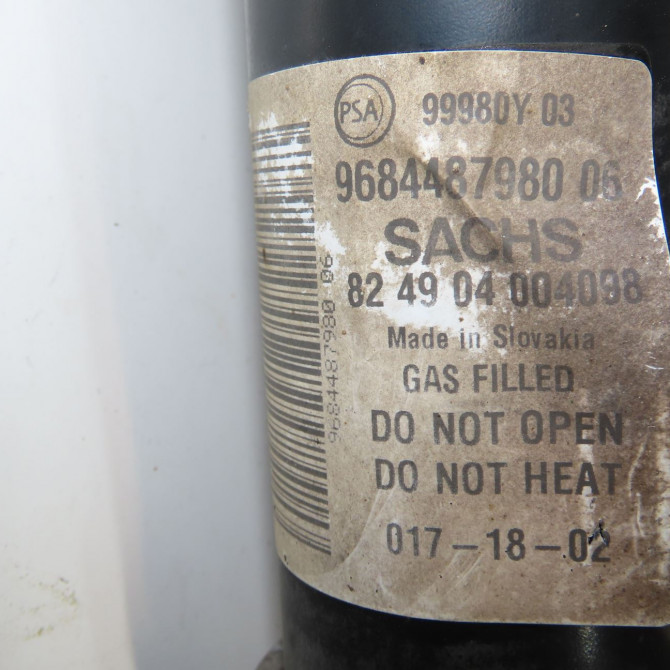 PSA 99980Y 03
9684487980 06
SACHS
82 49 04 004098
Made in Slovakia
GAS FILLED
DO NOT OPEN
DO NOT HEAT
017-18-02
9684487980 06